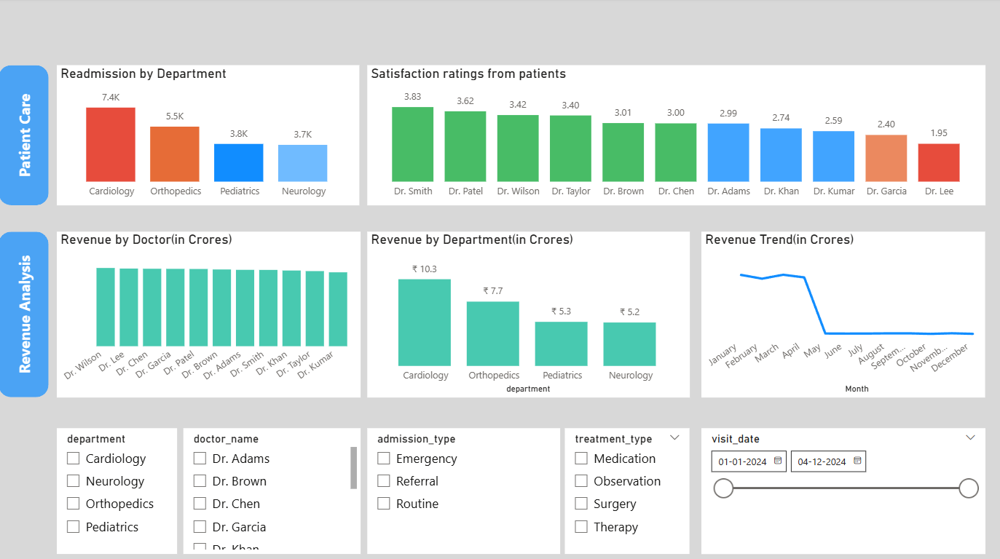 Patient Care
Readmission by Department
7.4K
5.5K
3.8K
3.7K
Cardiology Orthopedics Pediatrics Neurology
Satisfaction ratings from patients
3.83
3.62
3.42
3.40
3.01
3.00
2.99
2.74
2.59
2.40
1.95
Dr. Smith Dr. Patel Dr. Wilson Dr. Taylor Dr. Brown Dr. Chen Dr. Adams Dr. Khan Dr. Kumar Dr. Garcia Dr. Lee
Revenue Analysis
Revenue by Doctor(in Crores)
Dr. Wilson
Dr. Lee
Dr. Chen
Dr. Garcia
Dr. Patel
Dr. Brown
Dr. Adams
Dr. Smith
Dr. Khan
Dr. Taylor
Dr. Kumar
Revenue by Department(in Crores)
₹ 10.3
₹ 7.7
₹ 5.3
₹ 5.2
Cardiology Orthopedics Pediatrics Neurology
department
Revenue Trend(in Crores)
January
February
March
April
May
June
July
August
Septem...
October
Novemb...
December
Month
department
Cardiology
Neurology
Orthopedics
Pediatrics
doctor_name
Dr. Adams
Dr. Brown
Dr. Chen
Dr. Garcia
Dr. Khan
admission_type
Emergency
Referral
Routine
treatment_type
Medication
Observation
Surgery
Therapy
visit_date
01-01-2024 04-12-2024